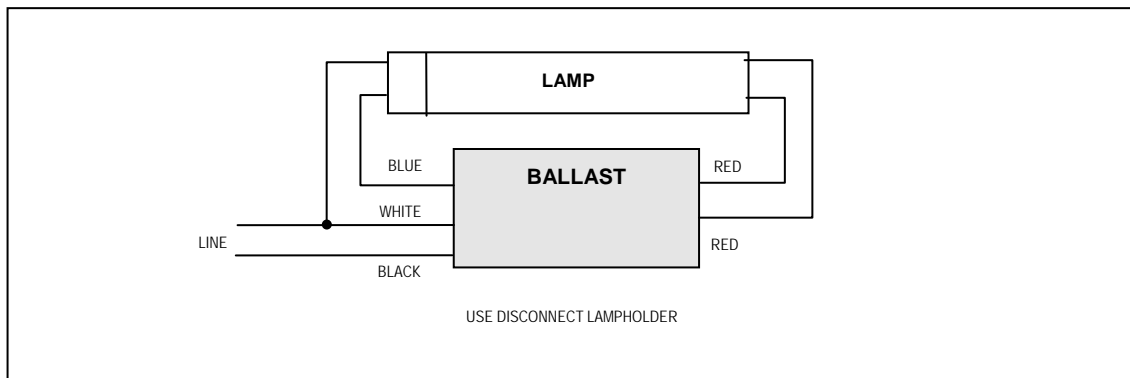 LAMP
BLUE
BALLAST
RED
WHITE
LINE
RED
BLACK
USE DISCONNECT LAMPHOLDER